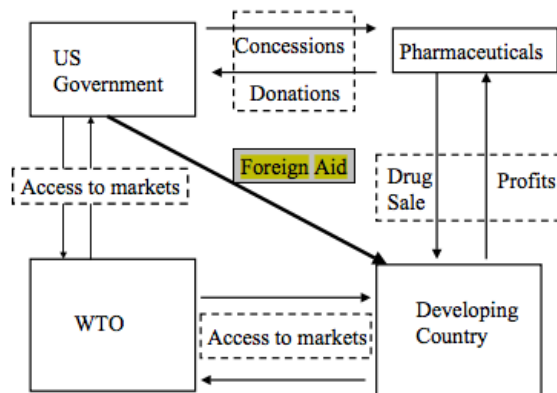 US
Government
Concessions
Donations
Pharmaceuticals
Foreign Aid
Access to markets
Drug
Sale
Profits
WTO
Access to markets
Developing
Country